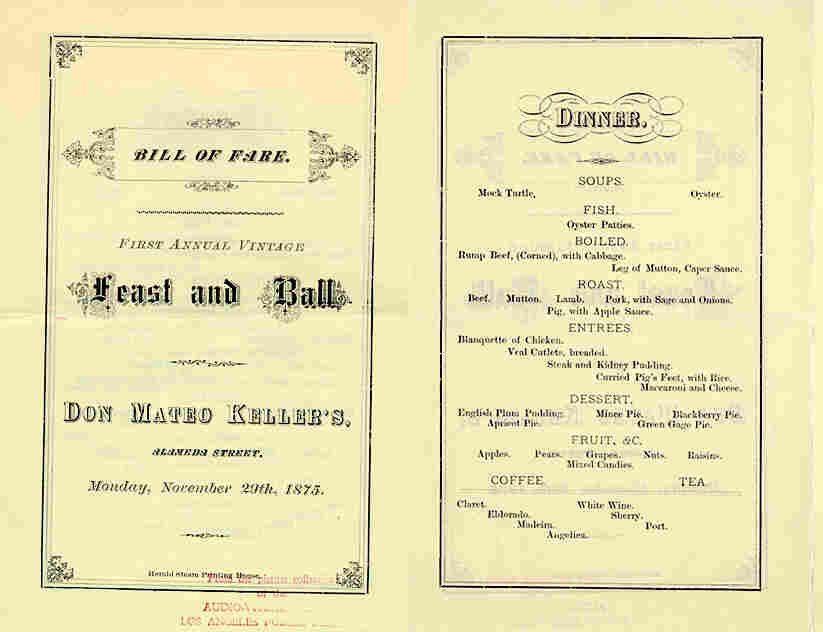 BILL OF FARE.
FIRST ANNUAL VINTAGE
Feast and Ball
DON MATEO KELLER'S,
ALAMEDA STREET,
Monday, November 29th, 1875.
Herald Steam Printing House.
collection
of the
AUDIO
LOS ANGELES
DINNER.
SOUPS.
Mock Turtle, Oyster.
FISH.
Oyster Patties.
BOILED.
Rump Beef, (Corned), with Cabbage.
Leg of Mutton, Caper Sauce.
ROAST.
Beef. Mutton. Lamb. Pork, with Sage and Onions.
Pig, with Apple Sauce.
ENTREES.
Blanquette of Chicken.
Veal Cutlets, breaded.
Steak and Kidney Pudding.
Curried Pig's Feet, with Rice.
Maccaroni and Cheese.
DESSERT,
English Plum Pudding. Mince Pie. Blackberry Pie.
Apricot Pie. Green Gage Pie.
FRUIT, &C.
Apples. Pears. Grapes. Nuts. Raisins.
Mixed Candies.
COFFEE. TEA.
Claret. White Wine.
Eldorado. Sherry.
Madeira. Port.
Angelica.